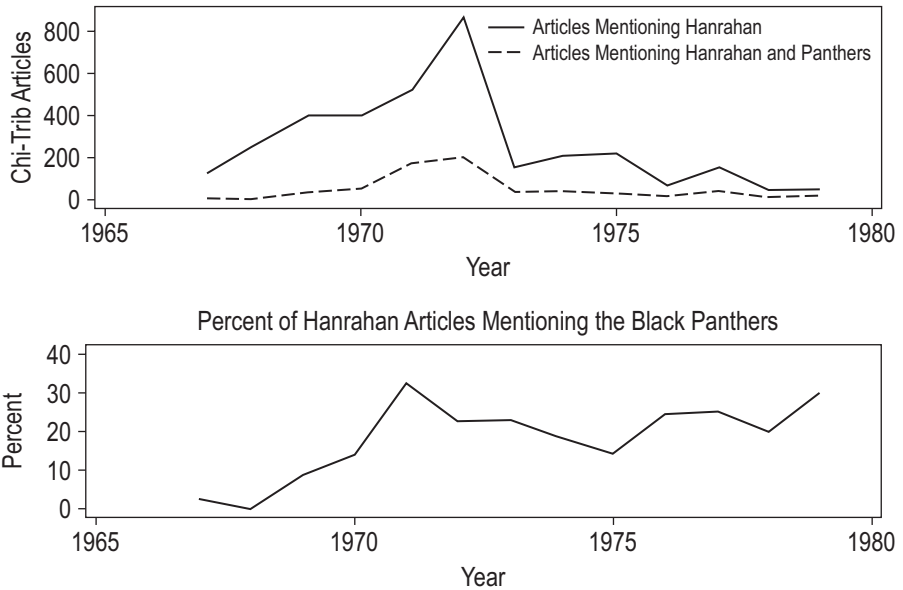 Articles Mentioning Hanrahan
Articles Mentioning Hanrahan and Panthers
Chi-Trib Articles
800
600
400
200
0
1965 1970 1975 1980
Year
Percent of Hanrahan Articles Mentioning the Black Panthers
Percent
40
30
20
10
0
1965 1970 1975 1980
Year